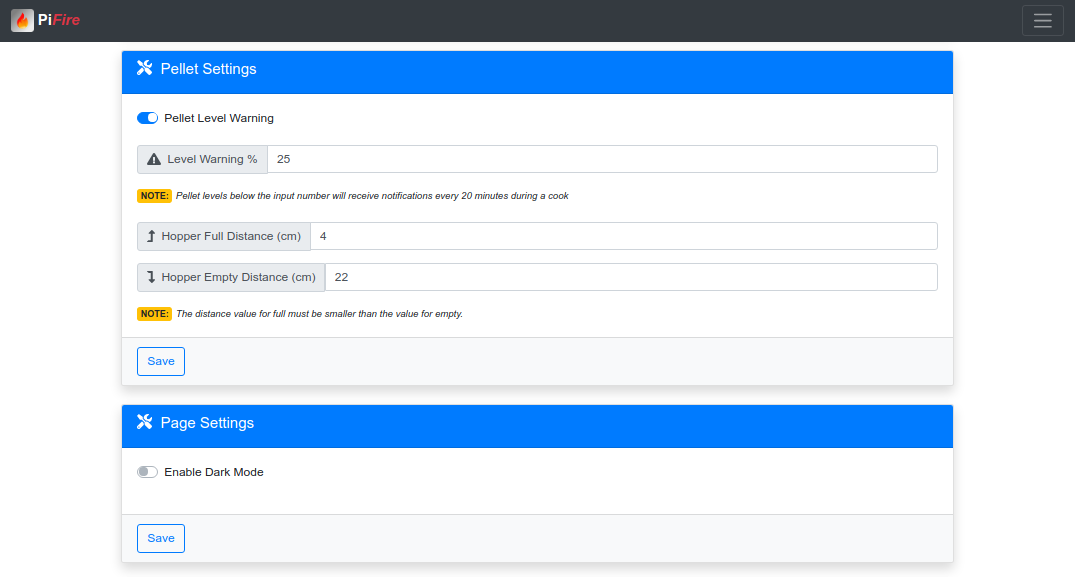 PiFire
Pellet Settings
Pellet Level Warning
Level Warning % 25
NOTE: Pellet levels below the input number will receive notifications every 20 minutes during a cook
Hopper Full Distance (cm) 4
Hopper Empty Distance (cm) 22
NOTE: The distance value for full must be smaller than the value for empty.
Save
Page Settings
Enable Dark Mode
Save